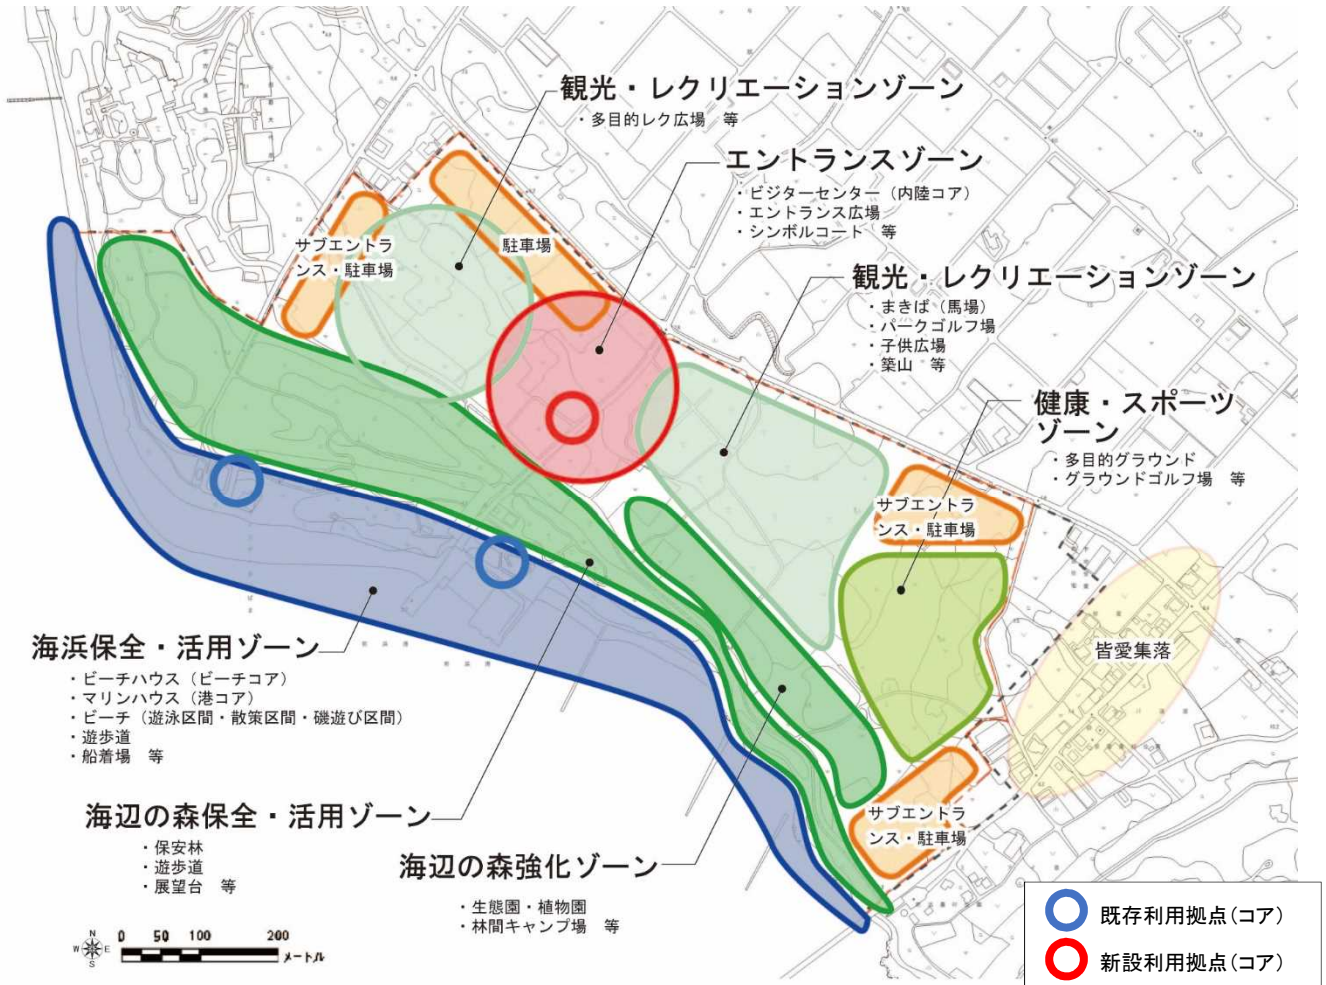 観光・レクリエーションゾーン
・多目的レク広場 等
エントランスゾーン
・ビジターセンター（内陸コア）
・エントランス広場
・シンボルコート 等
サブエントラ
ンス・駐車場
駐車場
観光・レクリエーションゾーン
・まきば（馬場）
・パークゴルフ場
・子供広場
・築山 等
健康・スポーツ
ゾーン
・多目的グラウンド
・グラウンドゴルフ場 等
サブエントラ
ンス・駐車場
皆愛集落
海浜保全・活用ゾーン
・ビーチハウス（ビーチコア）
・マリンハウス（港コア）
・ビーチ（遊泳区間・散策区間・磯遊び区間）
・遊歩道
・船着場 等
海辺の森保全・活用ゾーン
・保安林
・遊歩道
・展望台 等
海辺の森強化ゾーン
・生態園・植物園
・林間キャンプ場 等
サブエントラ
ンス・駐車場
N
W E
S
0 50 100 200
メートル
既存利用拠点（コア）
新設利用拠点（コア）